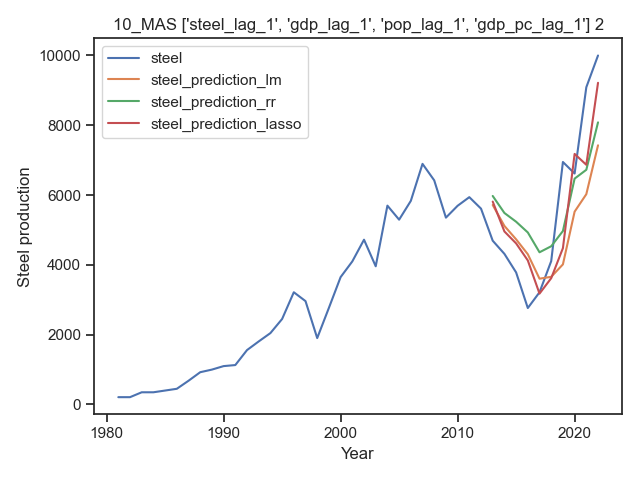 10_MAS ['steel_lag_1', 'gdp_lag_1', 'pop_lag_1', 'gdp_pc_lag_1'] 2
steel
steel_prediction_lm
steel_prediction_rr
steel_prediction_lasso
10000
8000
6000
4000
2000
0
Steel production
1980
1990
2000
2010
2020
Year